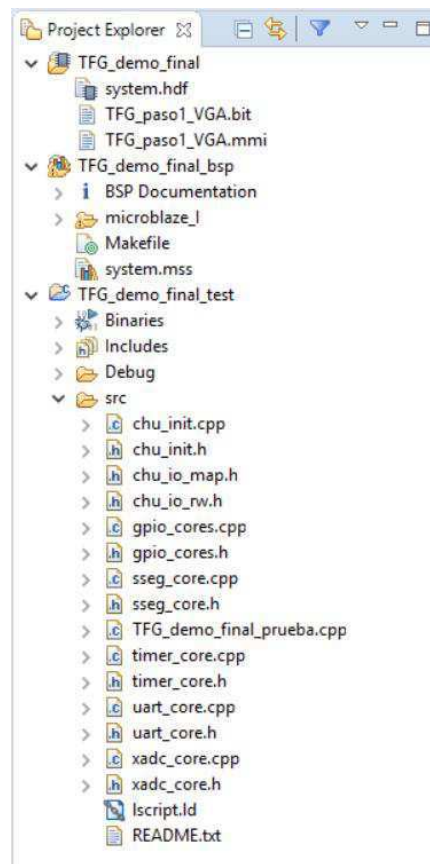 Project Explorer
TFG_demo_final
system.hdf
TFG_paso1_VGA.bit
TFG_paso1_VGA.mmi
TFG_demo_final_bsp
BSP Documentation
microblaze_I
Makefile
system.mss
TFG_demo_final_test
Binaries
Includes
Debug
src
chu_init.cpp
chu_init.h
chu_io_map.h
chu_io_rw.h
gpio_cores.cpp
gpio_cores.h
sseg_core.cpp
sseg_core.h
TFG_demo_final_prueba.cpp
timer_core.cpp
timer_core.h
uart_core.cpp
uart_core.h
xadc_core.cpp
xadc_core.h
lscript.ld
README.txt